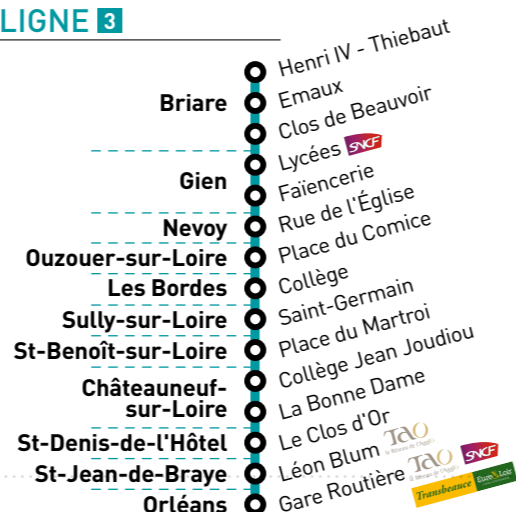 LIGNE 3
Henri IV - Thiebaut
Briare
Emaux
Clos de Beauvoir
Lycées SNCF
Gien
Faïencerie
Nevoy
Rue de l'Église
Ouzouer-sur-Loire
Place du Comice
Les Bordes
Collège
Sully-sur-Loire
Saint-Germain
St-Benoît-sur-Loire
Place du Martroi
Châteauneuf-
sur-Loire
Collège Jean Joudiou
La Bonne Dame
St-Denis-de-l'Hôtel
Le Clos d'Or
St-Jean-de-Braye
Léon Blum TAO
Orléans
Gare Routière TAO SNCF
Transbeauce Eure & Loir